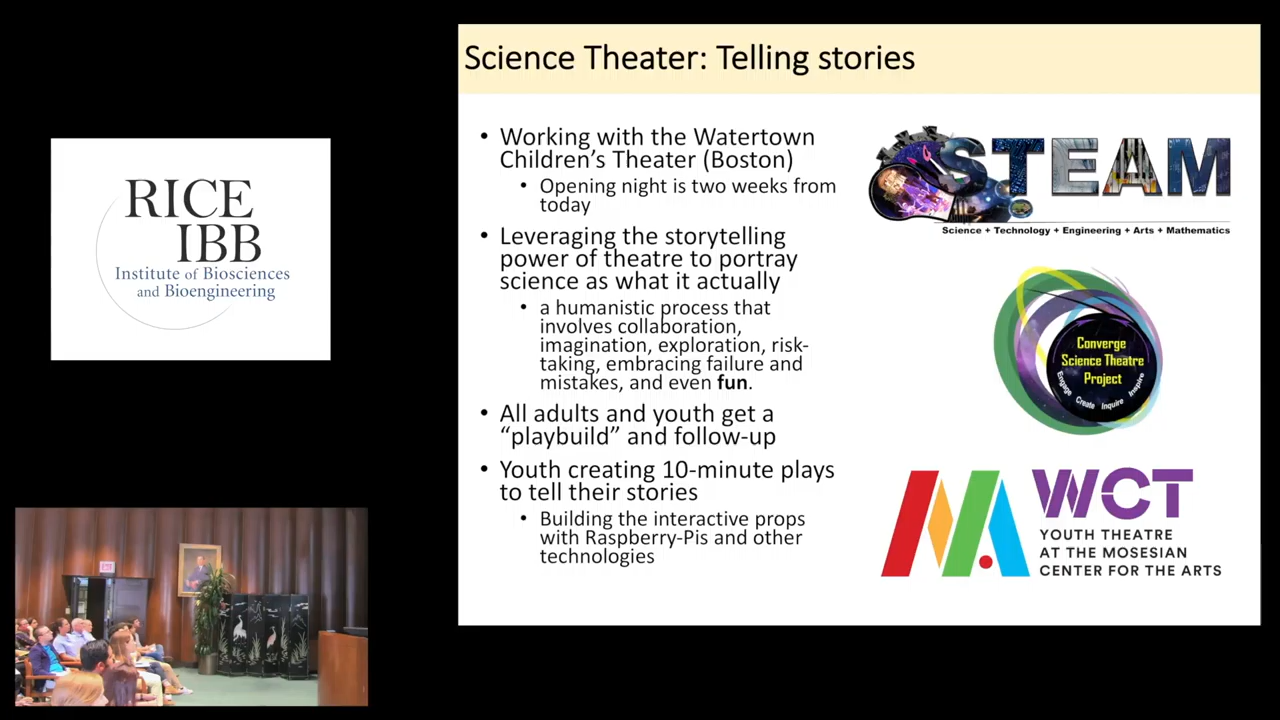 RICE
IBB
Institute of Biosciences
and Bioengineering
Science Theater: Telling stories
• Working with the Watertown
Children’s Theater (Boston)
• Opening night is two weeks from
today
• Leveraging the storytelling
power of theatre to portray
science as what it actually
• a humanistic process that
involves collaboration,
imagination, exploration, risk-
taking, embracing failure and
mistakes, and even fun.
• All adults and youth get a
“playbuild” and follow-up
• Youth creating 10-minute plays
to tell their stories
• Building the interactive props
with Raspberry-Pis and other
technologies
STEAM
Science + Technology + Engineering + Arts + Mathematics
Converge
Science Theatre
Project
Engage Create Inquire Inspire
MA. WCT
YOUTH THEATRE
AT THE MOSESIAN
CENTER FOR THE ARTS